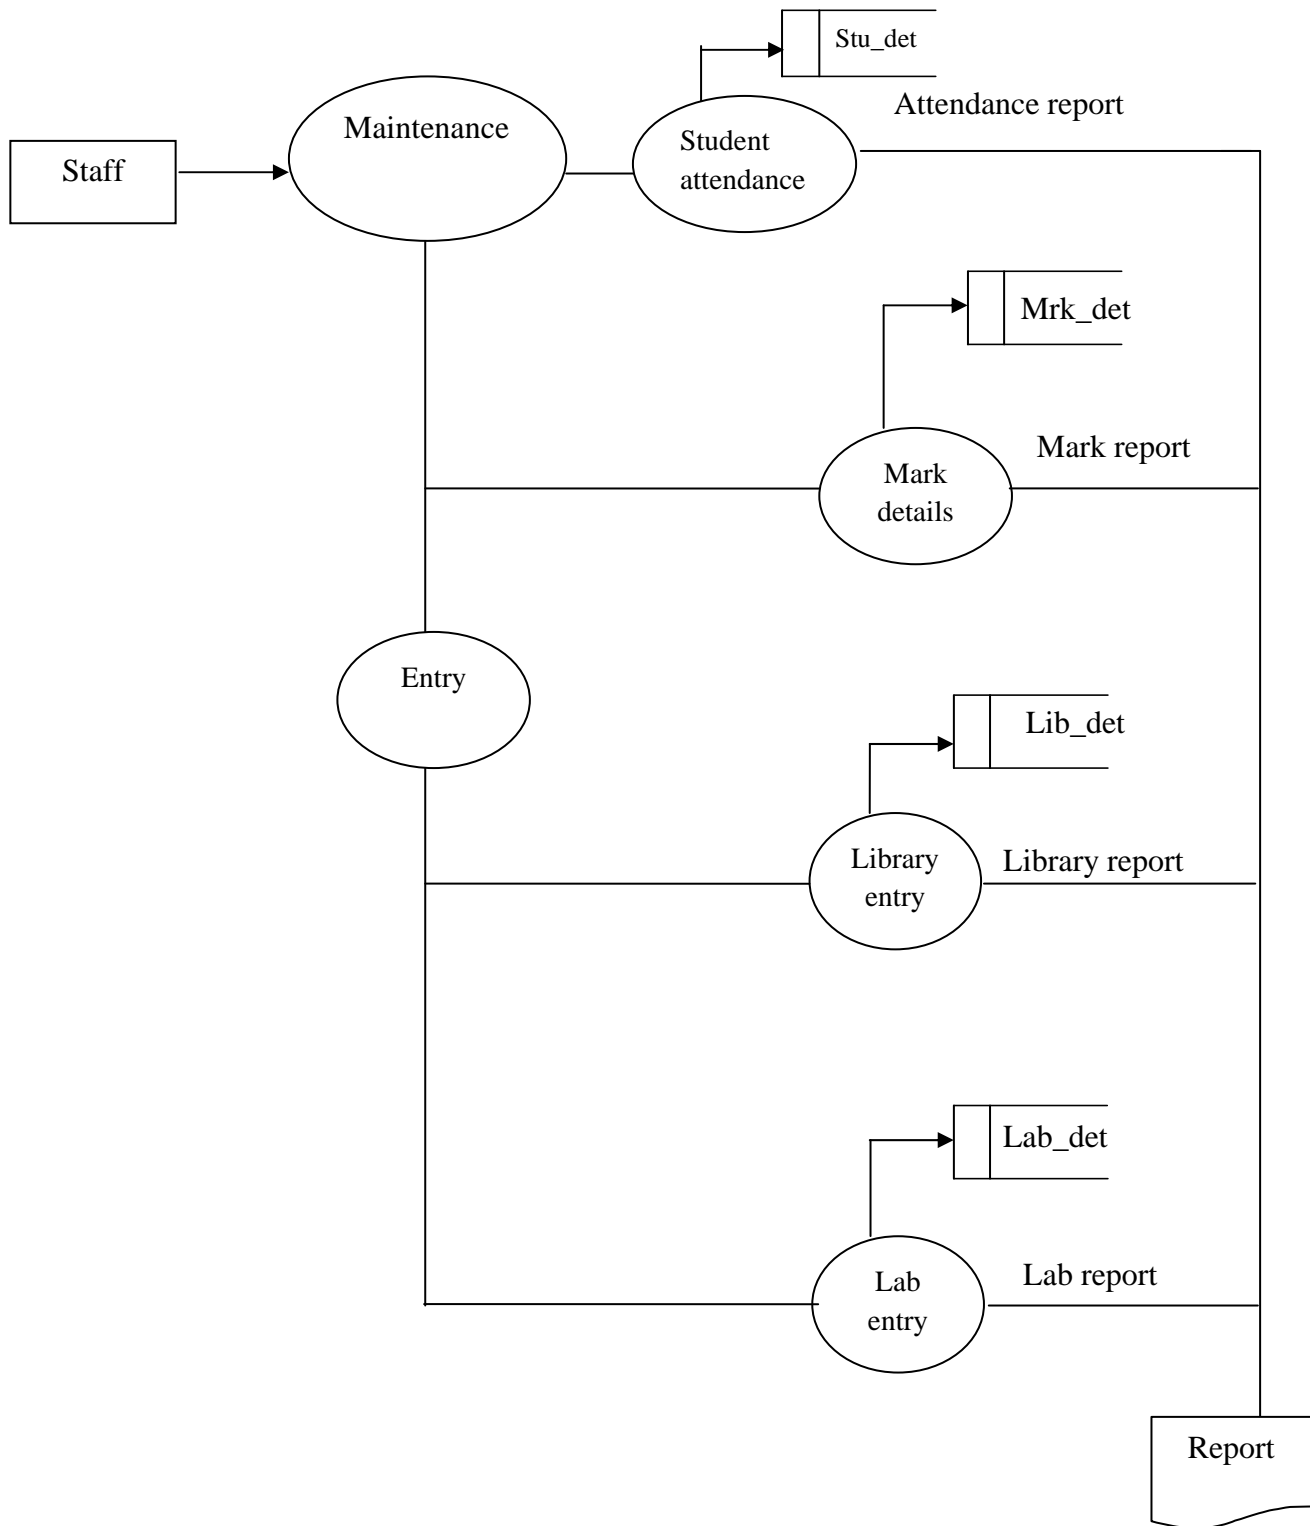 Stu_det
Attendance report
Maintenance
Student
attendance
Staff
Mrk_det
Mark report
Mark
details
Entry
Lib_det
Library
entry
Library report
Lab_det
Lab report
Lab
entry
Report